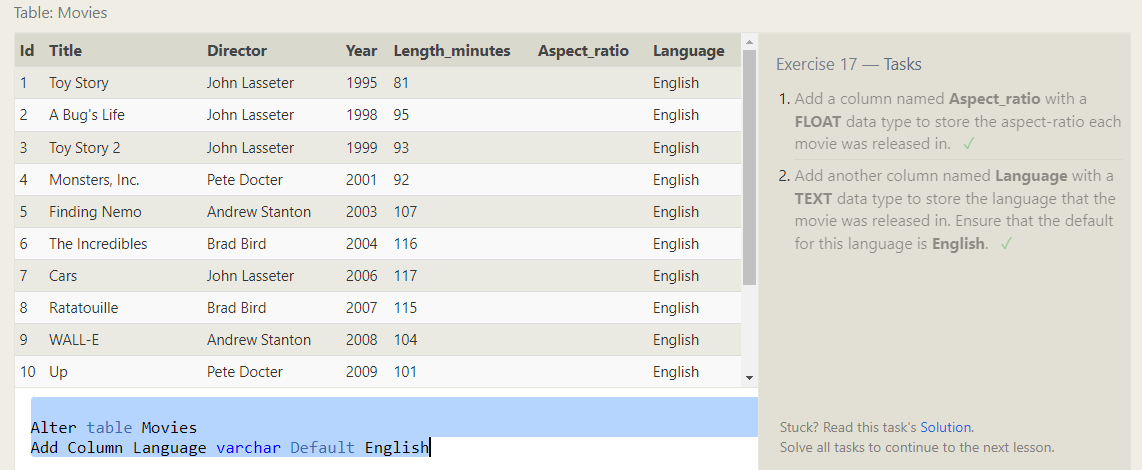 Table: Movies
Id Title Director Year Length_minutes Aspect_ratio Language
1 Toy Story John Lasseter 1995 81 English
2 A Bug's Life John Lasseter 1998 95 English
3 Toy Story 2 John Lasseter 1999 93 English
4 Monsters, Inc. Pete Docter 2001 92 English
5 Finding Nemo Andrew Stanton 2003 107 English
6 The Incredibles Brad Bird 2004 116 English
7 Cars John Lasseter 2006 117 English
8 Ratatouille Brad Bird 2007 115 English
9 WALL-E Andrew Stanton 2008 104 English
10 Up Pete Docter 2009 101 English
Alter table Movies
Add Column Language varchar Default English
Exercise 17 — Tasks
1. Add a column named Aspect_ratio with a
FLOAT data type to store the aspect-ratio each
movie was released in. ✓
2. Add another column named Language with a
TEXT data type to store the language that the
movie was released in. Ensure that the default
for this language is English. ✓
Stuck? Read this task's Solution.
Solve all tasks to continue to the next lesson.